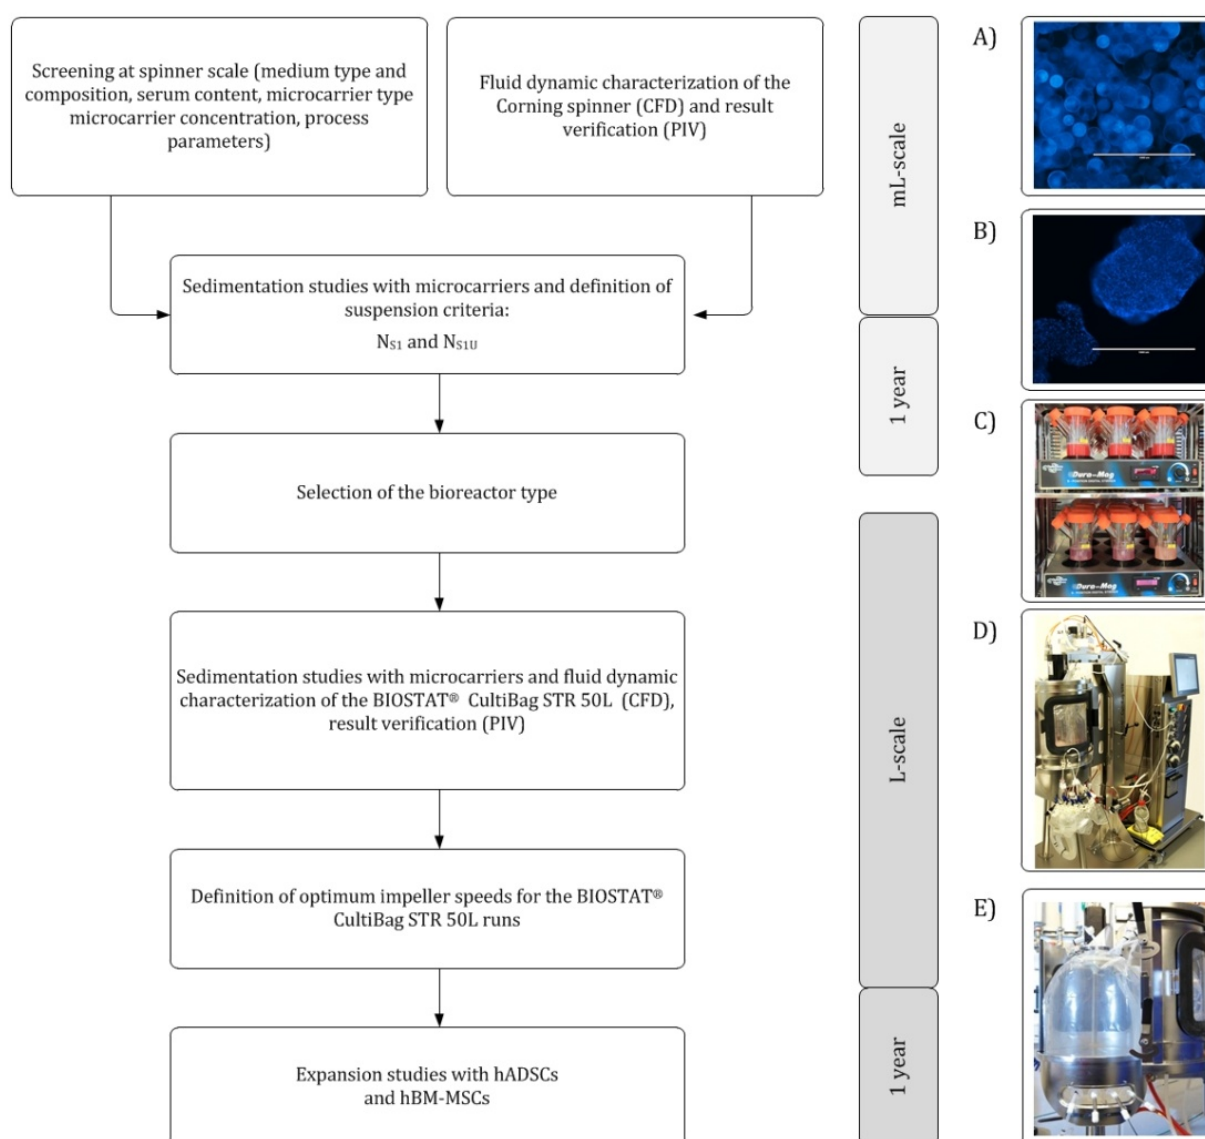 Screening at spinner scale (medium type and
composition, serum content, microcarrier type
microcarrier concentration, process
parameters)
Fluid dynamic characterization of the
Corning spinner (CFD) and result
verification (PIV)
Sedimentation studies with microcarriers and definition of
suspension criteria:
NS1 and NS1U
Selection of the bioreactor type
Sedimentation studies with microcarriers and fluid dynamic
characterization of the BIOSTAT® CultiBag STR 50L (CFD),
result verification (PIV)
Definition of optimum impeller speeds for the BIOSTAT®
CultiBag STR 50L runs
Expansion studies with hADSCs
and hBM-MSCs
mL-scale
1 year
L-scale
1 year
A)
B)
C)
Dura-Mag
Dura-Mag
D)
E)